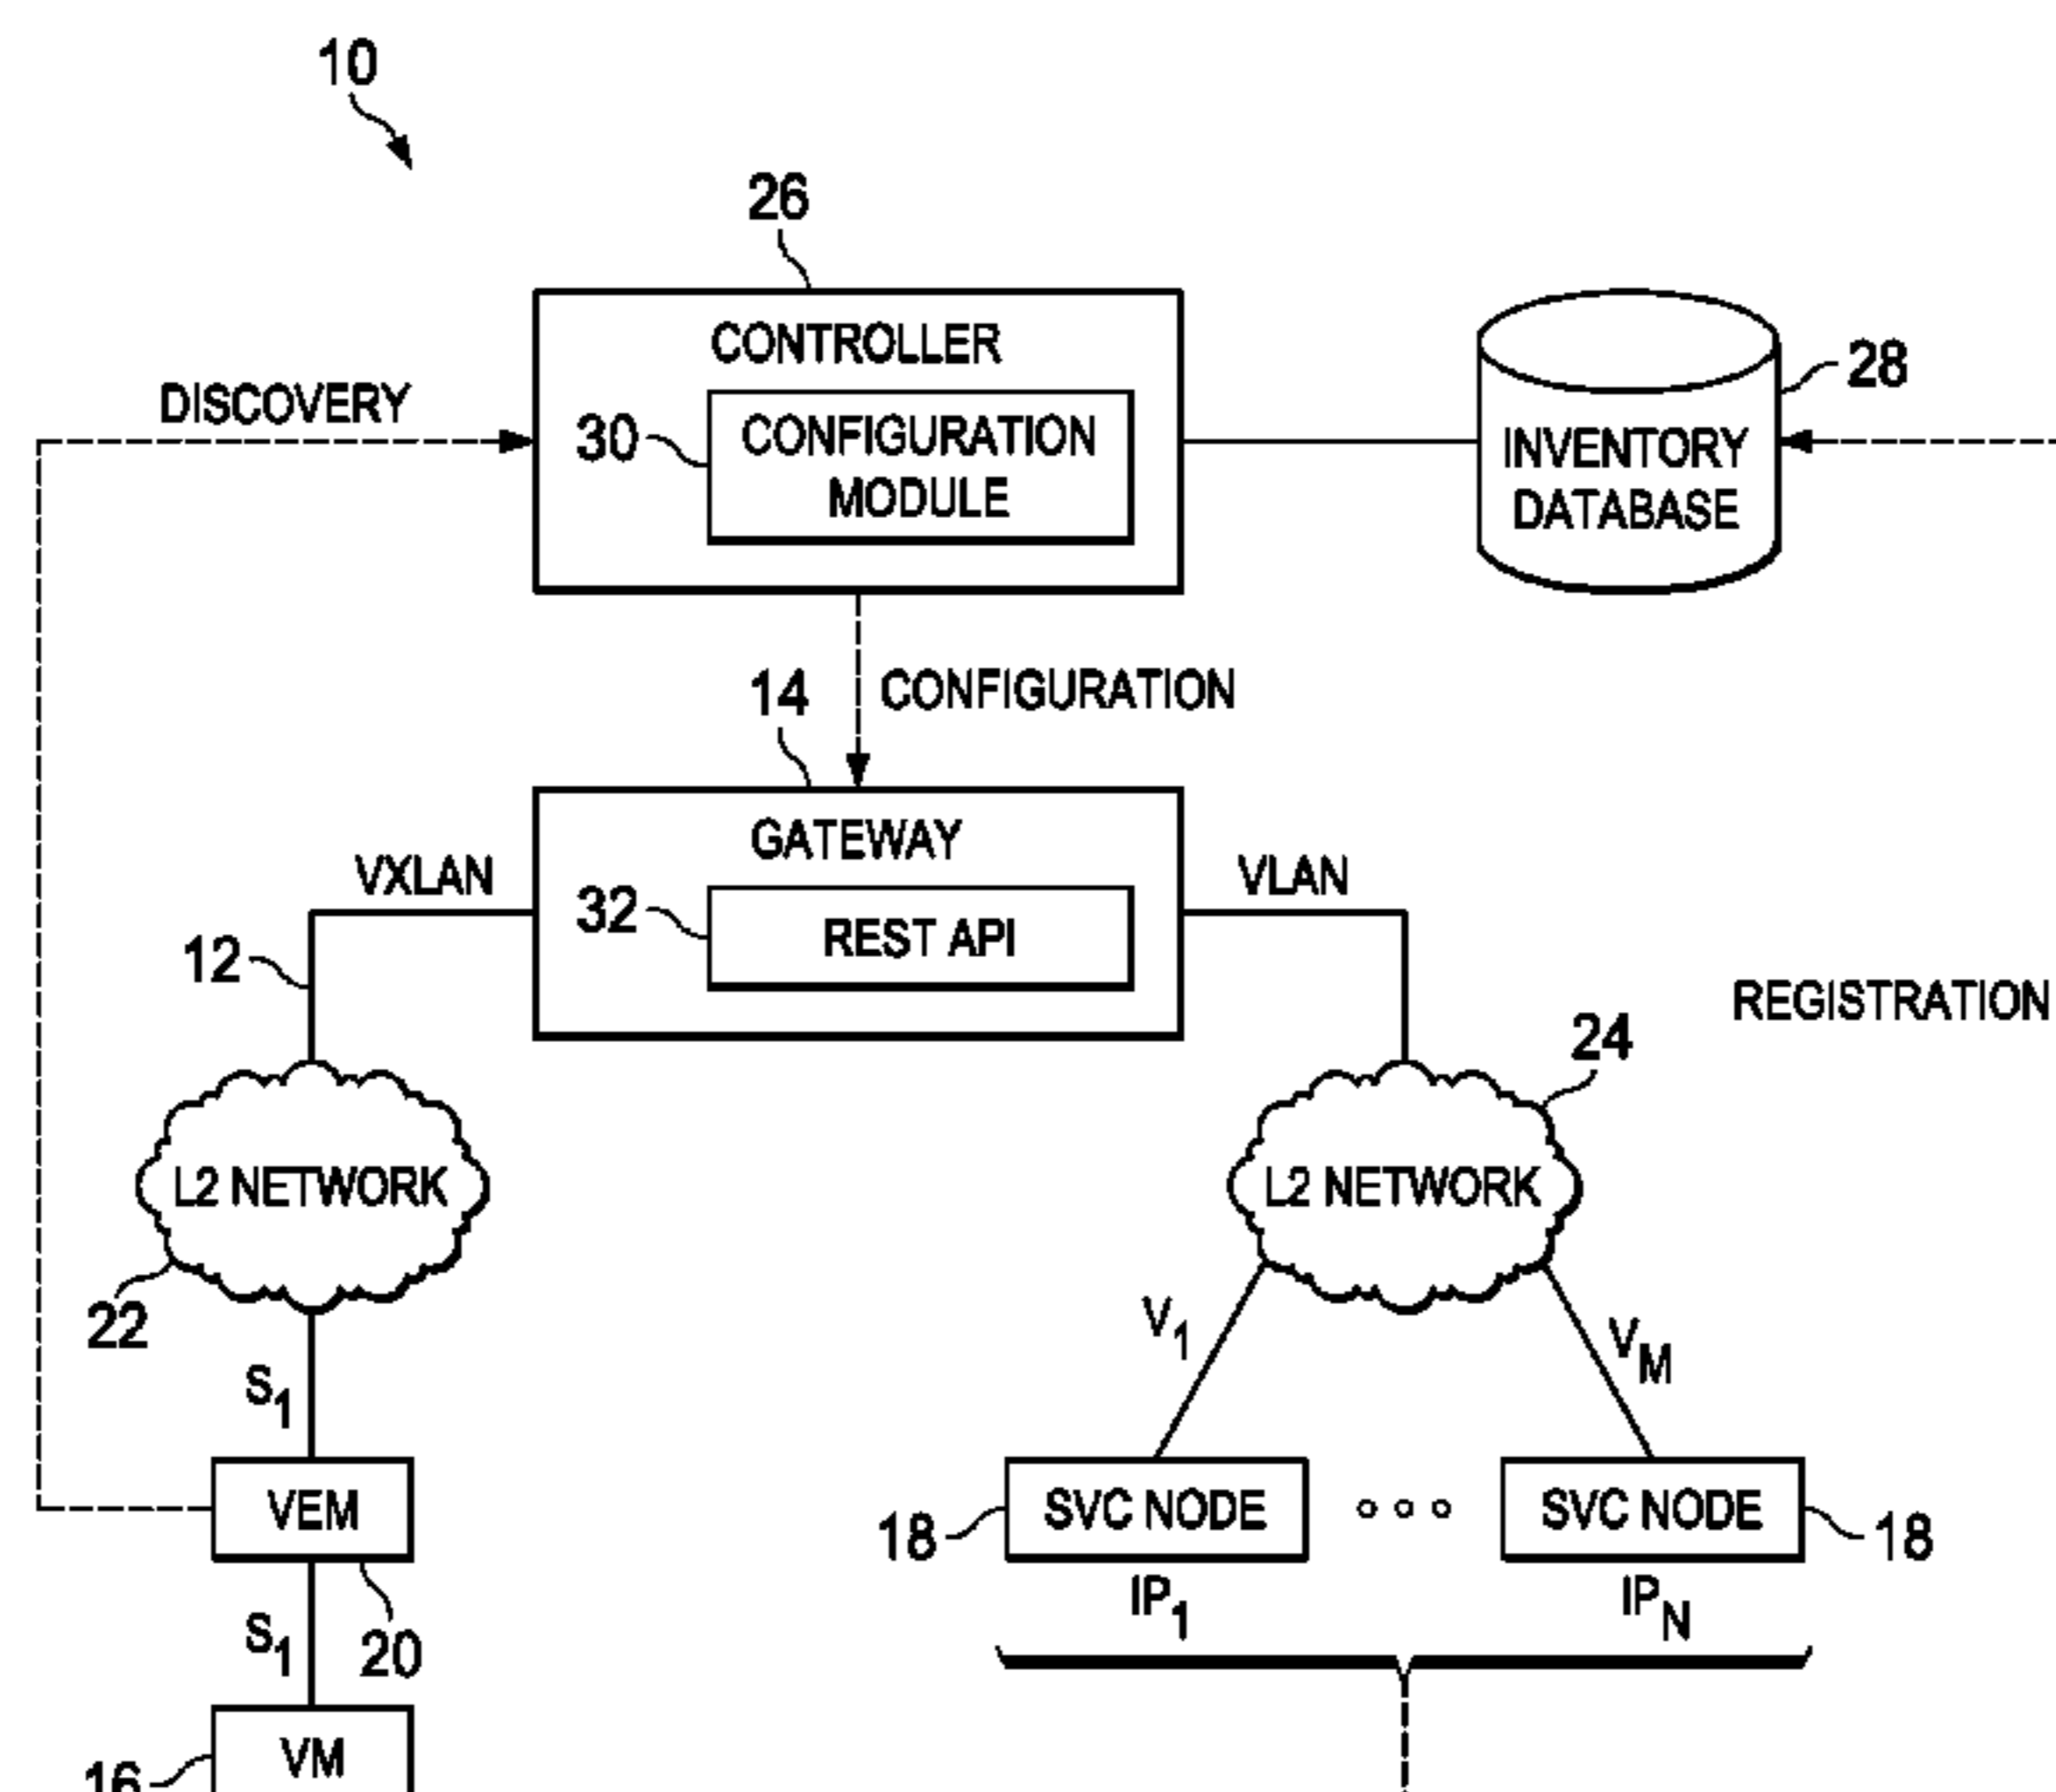 10
26
CONTROLLER
28
DISCOVERY
30
CONFIGURATION
MODULE
INVENTORY
DATABASE
14
CONFIGURATION
GATEWAY
VXLAN
VLAN
32
REST API
12
REGISTRATION
24
L2 NETWORK
L2 NETWORK
22
V1
VM
S1
VEM
SVC NODE
SVC NODE
18
18
IP1
IPN
S1
20
VM
16